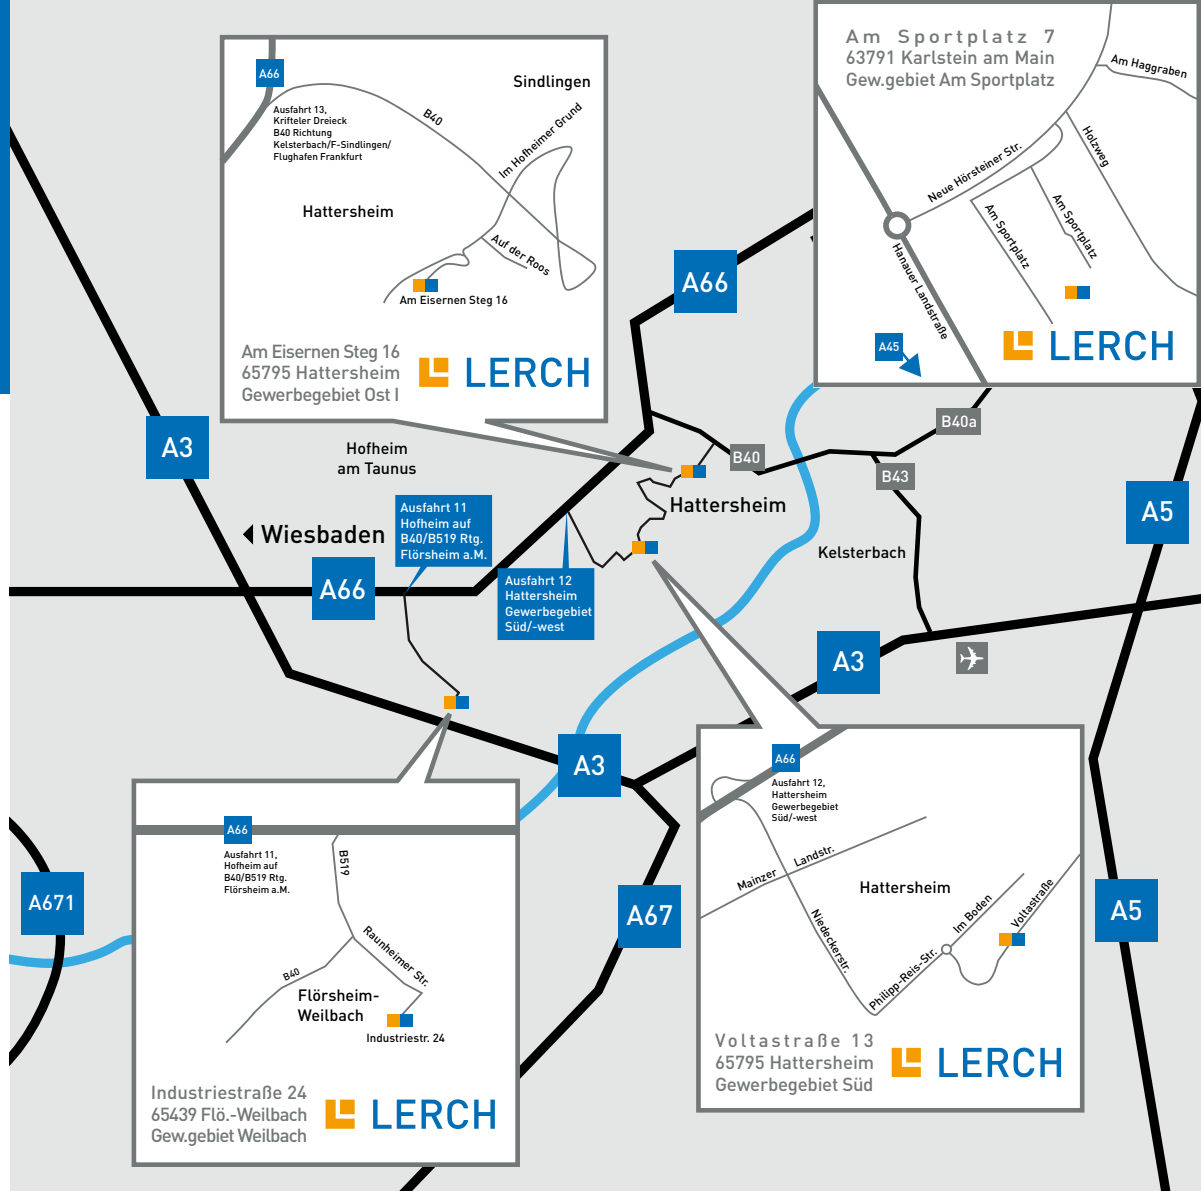 A66
Ausfahrt 13,
Krifteler Dreieck
B40 Richtung
Kelsterbach/F-Sindlingen/
Flughafen Frankfurt
B40
Sindlingen
Im Hofheimer Grund
Hattersheim
Auf der Roos
Am Eisernen Steg 16
Am Eisernen Steg 16
65795 Hattersheim
Gewerbegebiet Ost I
LERCH
Am Sportplatz 7
63791 Karlstein am Main
Gew.gebiet Am Sportplatz
Am Haggraben
Holzweg
Neue Hörsteiner Str.
Am Sportplatz
Am Sportplatz
Hanauer Landstraße
A45
LERCH
A66
A3
Hofheim
am Taunus
B40
B40a
B43
Hattersheim
Kelsterbach
A5
Wiesbaden
Ausfahrt 11
Hofheim auf
B40/B519 Rtg.
Flörsheim a.M.
A66
Ausfahrt 12
Hattersheim
Gewerbegebiet
Süd/-west
A3
A3
A671
A67
A5
A66
Ausfahrt 11,
Hofheim auf
B40/B519 Rtg.
Flörsheim a.M.
B519
Raunheimer Str.
B40
Flörsheim-
Weilbach
Industriestr. 24
Industriestraße 24
65439 Flö.-Weilbach
Gew.gebiet Weilbach
LERCH
A66
Ausfahrt 12,
Hattersheim
Gewerbegebiet
Süd/-west
Mainzer Landstr.
Hattersheim
Niedeckerstr.
Im Boden
Voltastraße
Philipp-Reis-Str.
Voltastraße 13
65795 Hattersheim
Gewerbegebiet Süd
LERCH